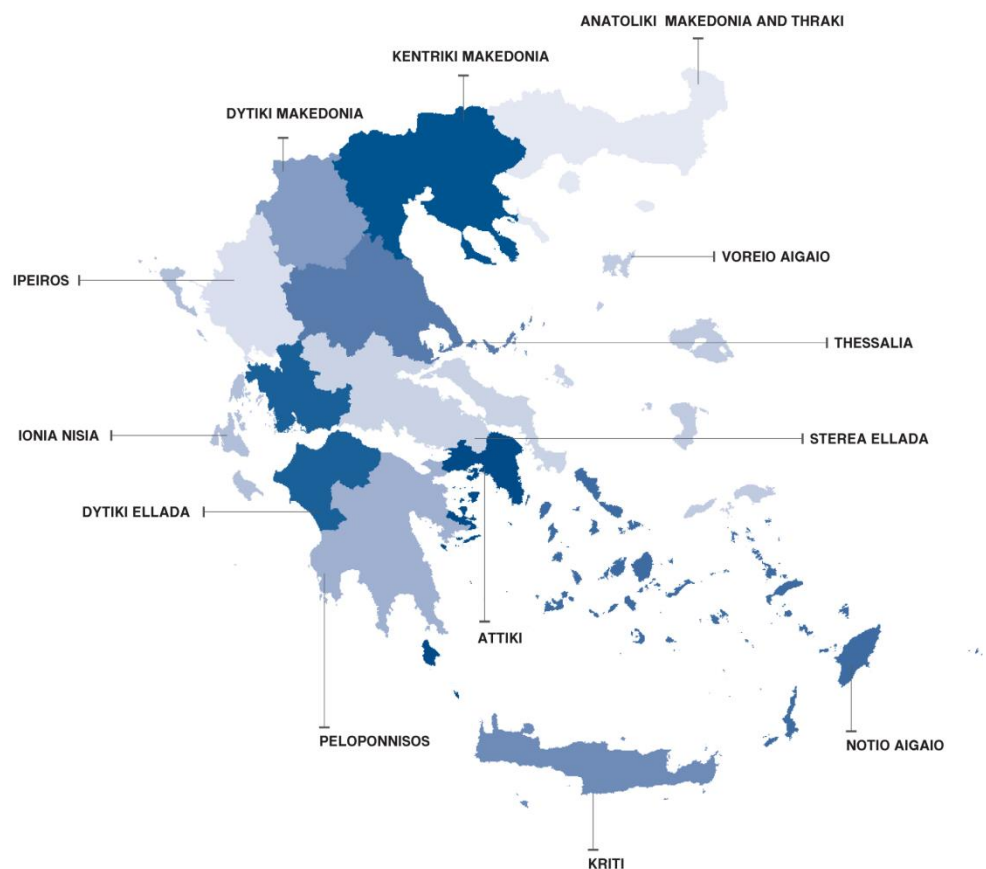 ANATOLIKI MAKEDONIA AND THRAKI
KENTRIKI MAKEDONIA
DYTIKI MAKEDONIA
VOREIO AIGAIO
IPEIROS
THESSALIA
IONIA NISIA
STEREA ELLADA
DYTIKI ELLADA
ATTIKI
PELOPONNISOS
NOTIO AIGAIO
KRITI